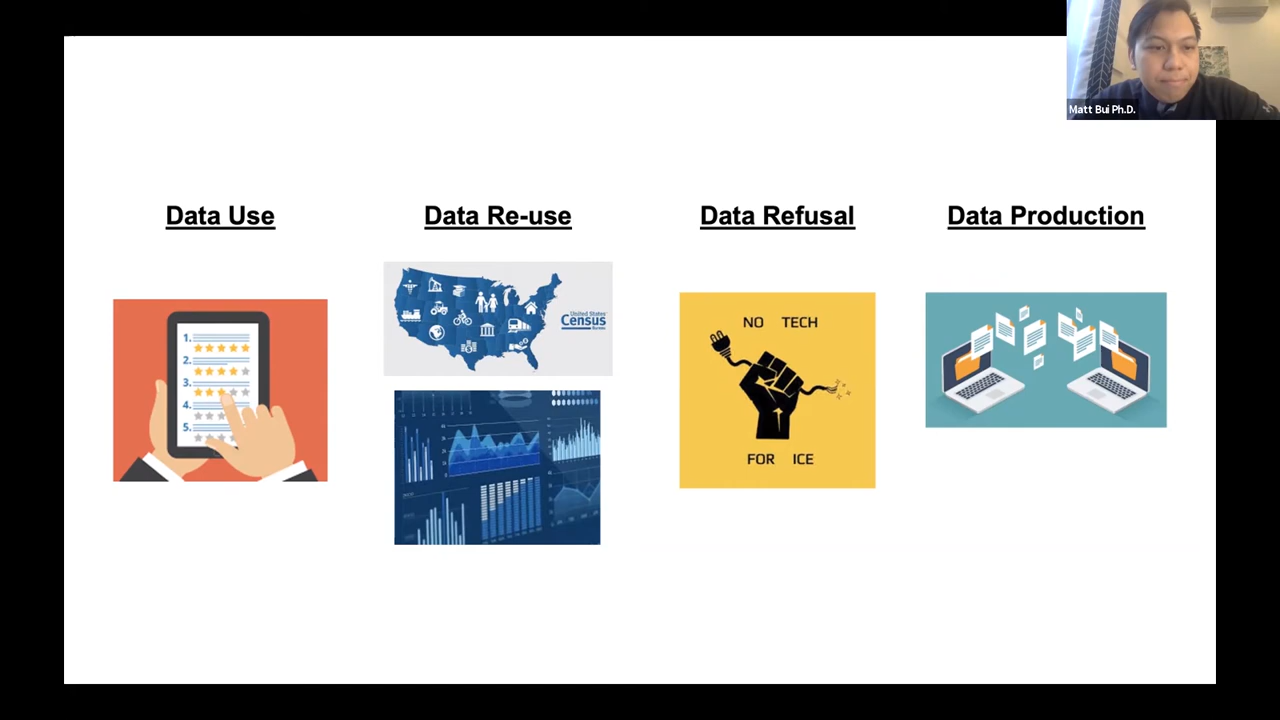 Matt Bui Ph.D.
Data Use
Data Re-use
Data Refusal
Data Production
1.
2.
3.
4.
5.
United States
Census
Bureau
NO TECH
FOR ICE